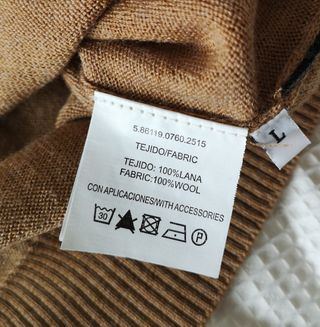 5.86119.0760.2515
TEJIDO/FABRIC
TEJIDO: 100%LANA
FABRIC:100%WOOL
CON APLICACIONES/WITH ACCESSORIES
30
P
L